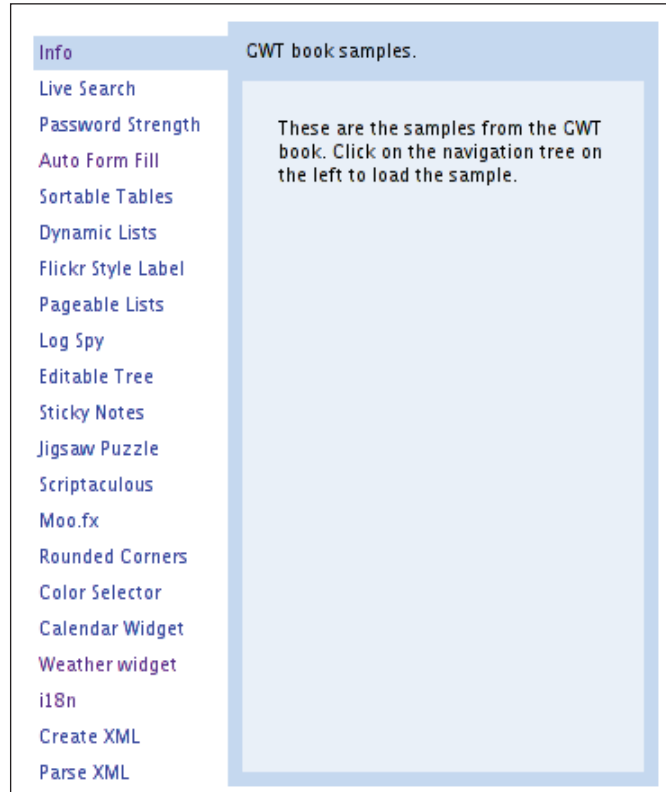 Info
Live Search
Password Strength
Auto Form Fill
Sortable Tables
Dynamic Lists
Flickr Style Label
Pageable Lists
Log Spy
Editable Tree
Sticky Notes
Jigsaw Puzzle
Scriptaculous
Moo.fx
Rounded Corners
Color Selector
Calendar Widget
Weather widget
i18n
Create XML
Parse XML
GWT book samples.
These are the samples from the GWT
book. Click on the navigation tree on
the left to load the sample.